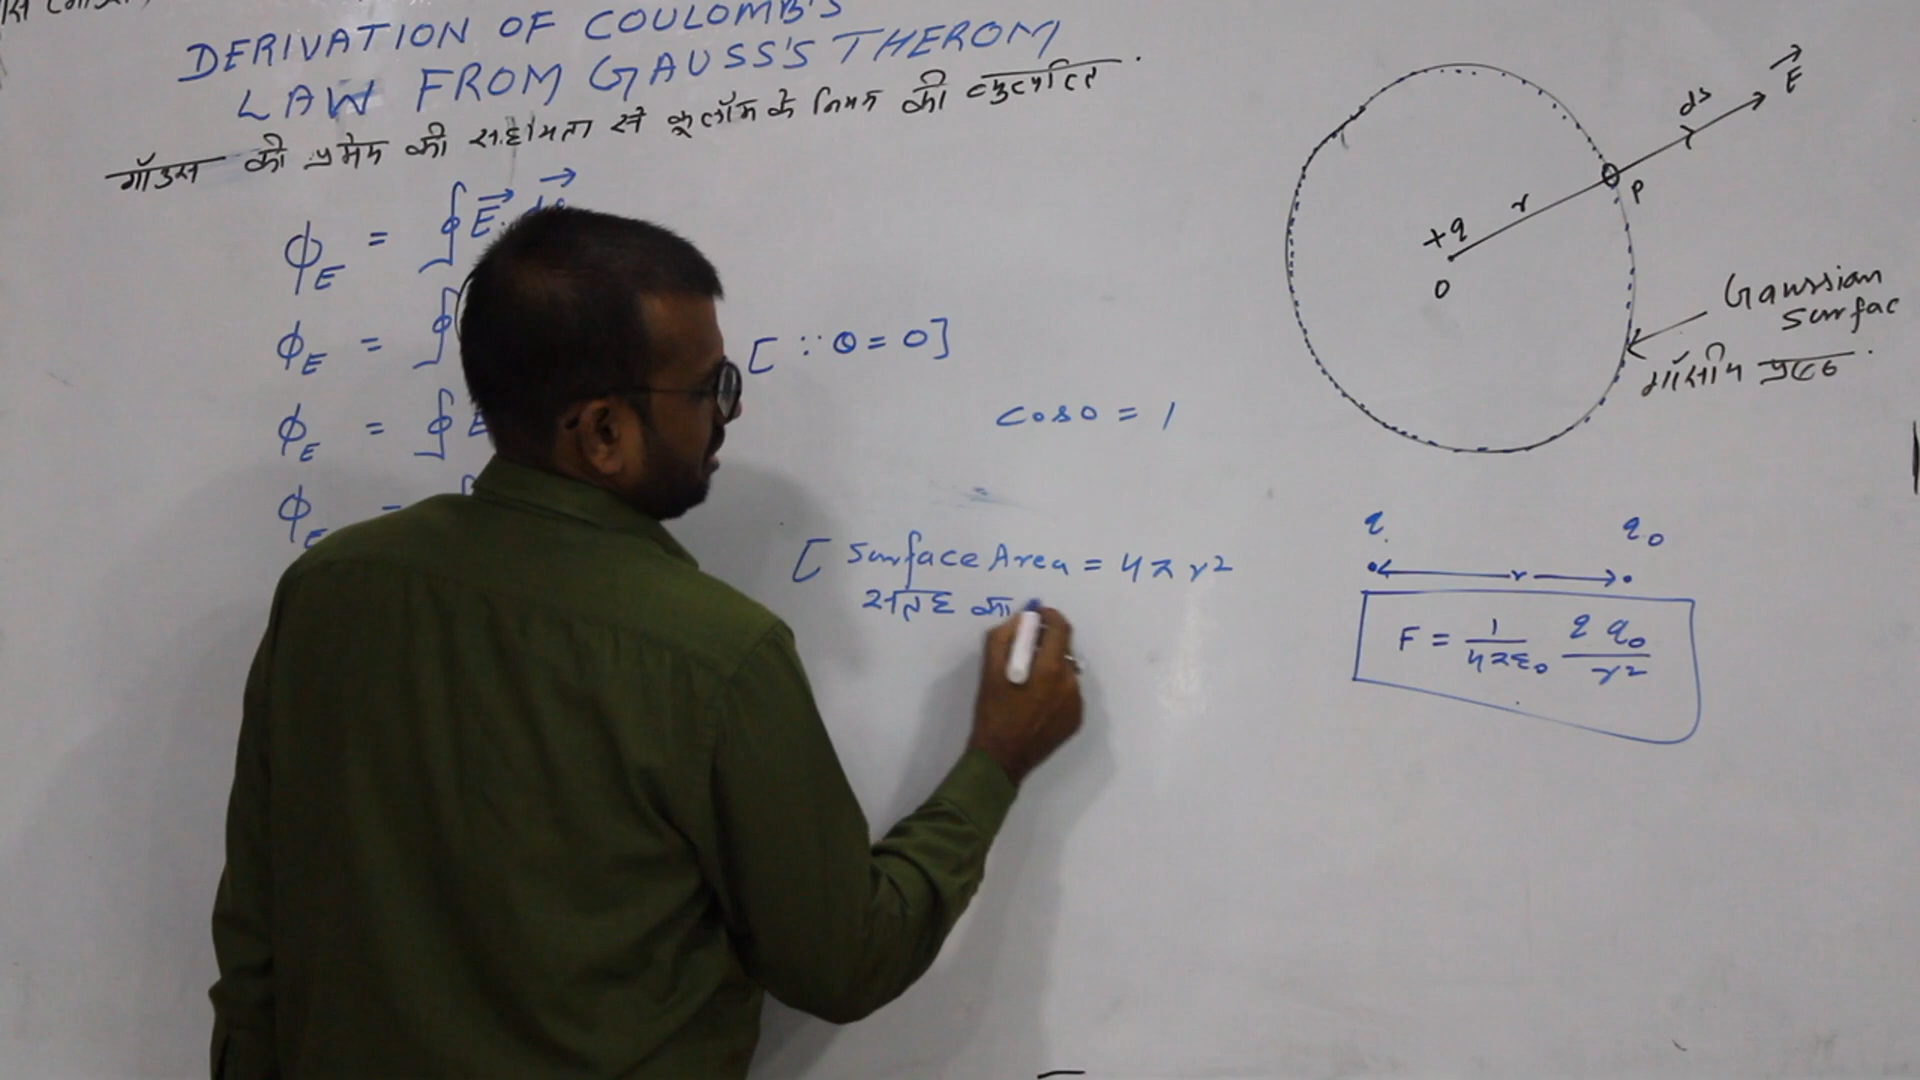 DERIVATION OF COULOMB'S
LAW FROM GAUSS'S THEROM
गॉउस की प्रमेय की सहायता से कूलॉम के नियम की व्युत्पत्ति
ϕE = ∮E⃗.
ϕE = ∮ [∵ θ = 0]
ϕE = ∮E
cos0 = 1
ϕE =
[ Surface Area = 4πr²
सतह का
E⃗
ds
P
r
+q
O
Gaussian
Surfac
गॉसीय पृष्ठ
q q₀
r
F = 1/4πε₀ q q₀/r²